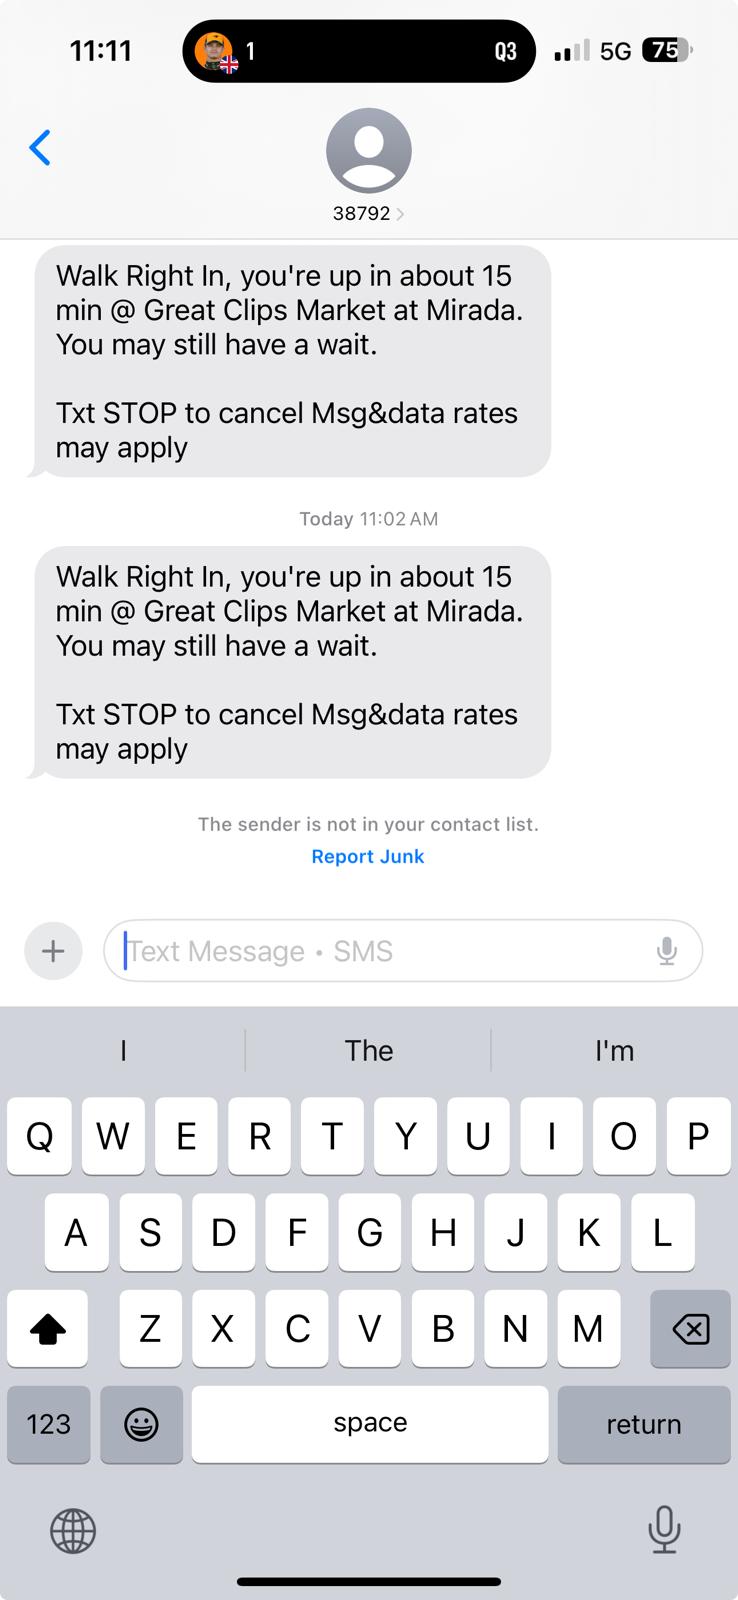 11:11
1
Q3
5G
75
38792
Walk Right In, you're up in about 15
min @ Great Clips Market at Mirada.
You may still have a wait.
Txt STOP to cancel Msg&data rates
may apply
Today 11:02 AM
Walk Right In, you're up in about 15
min @ Great Clips Market at Mirada.
You may still have a wait.
Txt STOP to cancel Msg&data rates
may apply
The sender is not in your contact list.
Report Junk
Text Message • SMS
I The I'm
Q W E R T Y U I O P
A S D F G H J K L
Z X C V B N M
123 space return